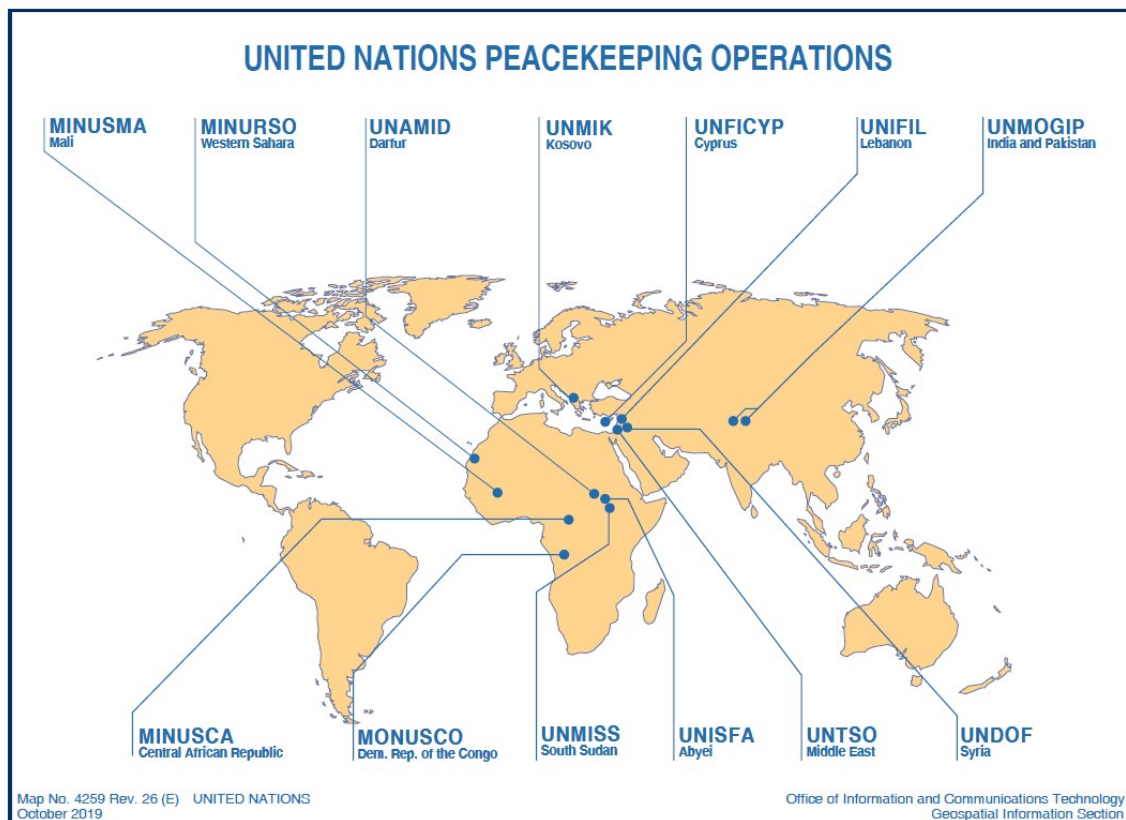 UNITED NATIONS PEACEKEEPING OPERATIONS
MINUSMA
Mali
MINURSO
Western Sahara
UNAMID
Darfur
UNMIK
Kosovo
UNFICYP
Cyprus
UNIFIL
Lebanon
UNMOGIP
India and Pakistan
MINUSCA
Central African Republic
MONUSCO
Dem. Rep. of the Congo
UNMISS
South Sudan
UNISFA
Abyei
UNTSO
Middle East
UNDOF
Syria
Map No. 4259 Rev. 26 (E) UNITED NATIONS
October 2019
Office of Information and Communications Technology
Geospatial Information Section